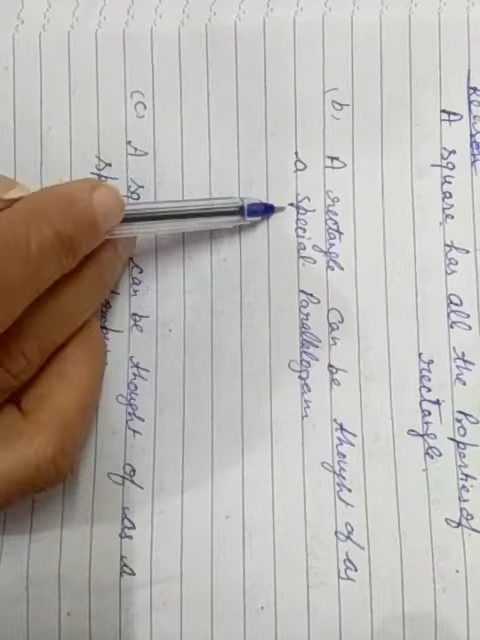 Reason
A square has all the Properties of
rectangle.
(b) A rectangle can be thought of as
a special Parallelogram.
(c) A can be thought of as a